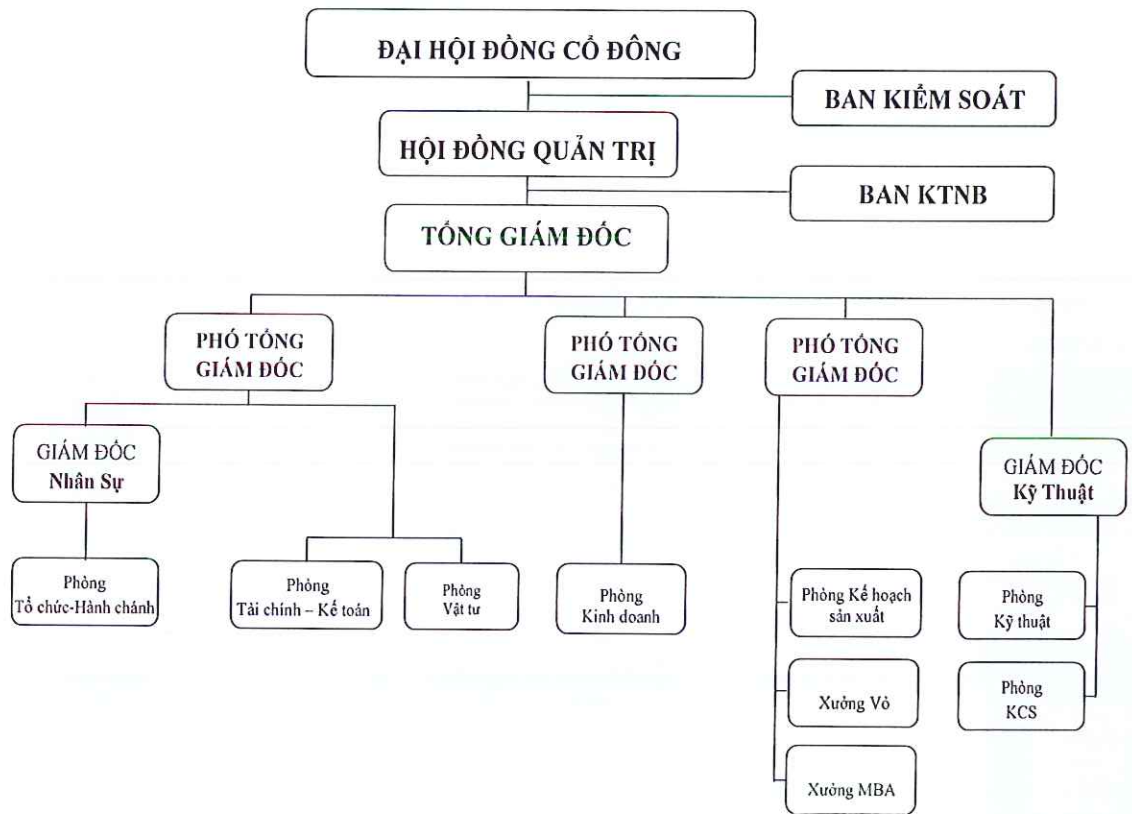 ĐẠI HỘI ĐỒNG CỔ ĐÔNG
BAN KIỂM SOÁT
HỘI ĐỒNG QUẢN TRỊ
BAN KTNB
TỔNG GIÁM ĐỐC
PHÓ TỔNG
GIÁM ĐỐC
PHÓ TỔNG
GIÁM ĐỐC
PHÓ TỔNG
GIÁM ĐỐC
GIÁM ĐỐC
Nhân Sự
GIÁM ĐỐC
Kỹ Thuật
Phòng
Tổ chức-Hành chánh
Phòng
Tài chính – Kế toán
Phòng
Vật tư
Phòng
Kinh doanh
Phòng Kế hoạch
sản xuất
Phòng
Kỹ thuật
Xưởng Vỏ
Phòng
KCS
Xưởng MBA